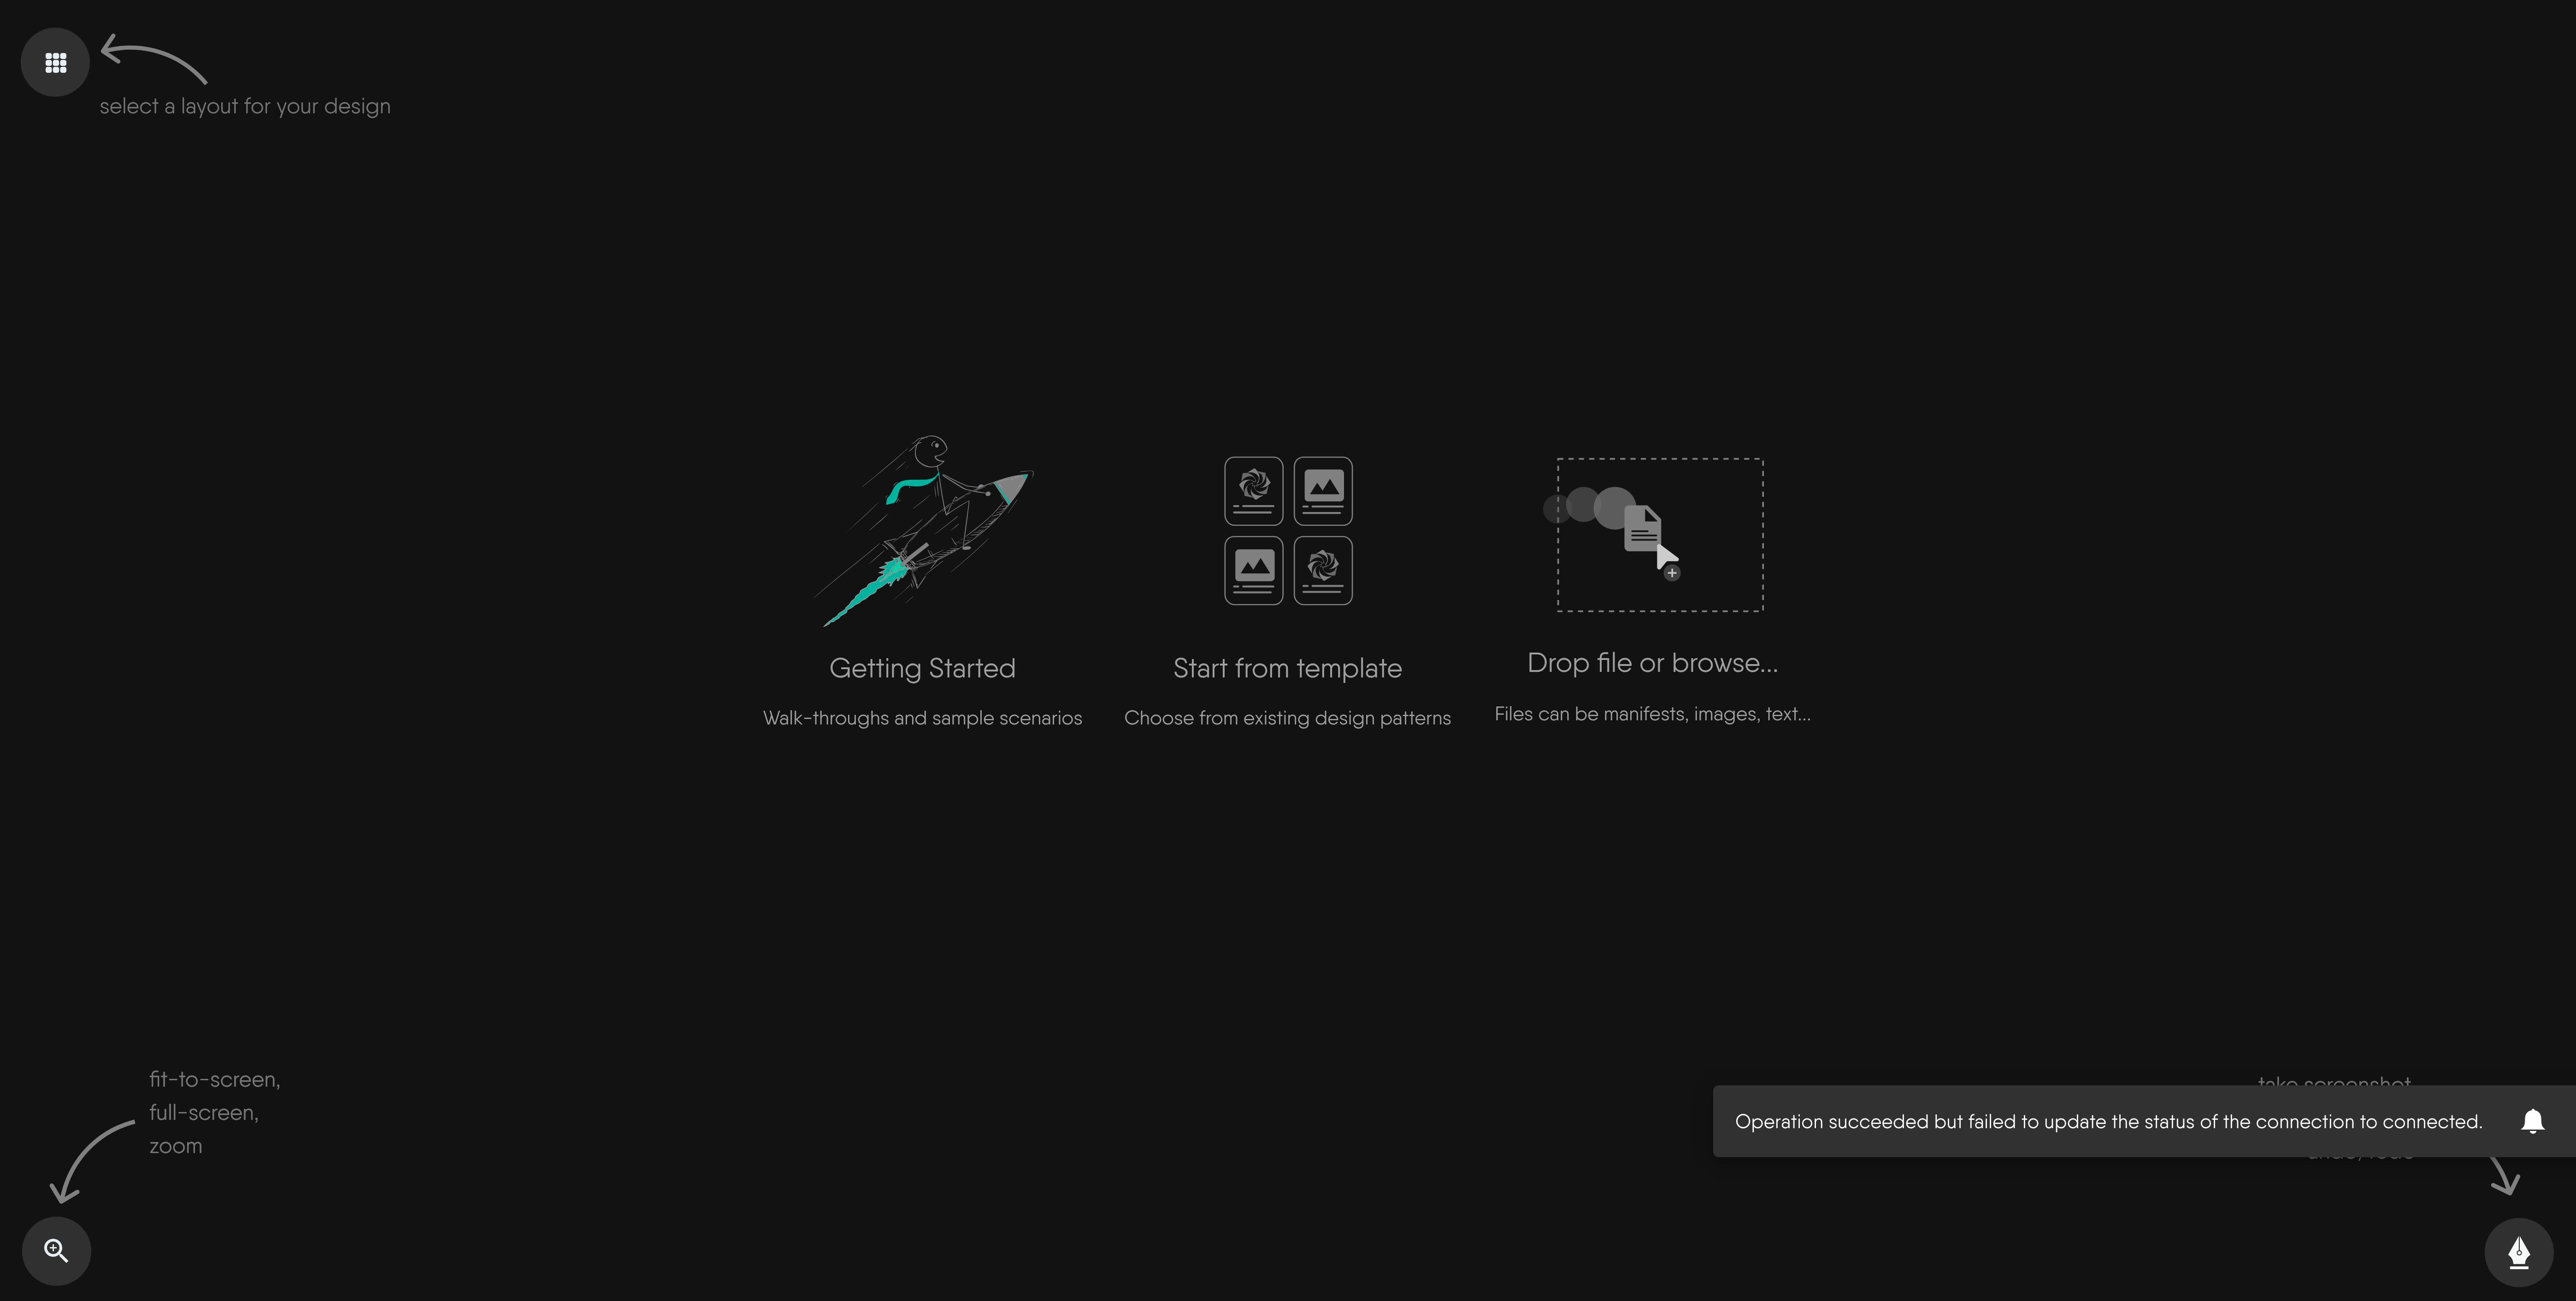 select a layout for your design
Getting Started
Walk-throughs and sample scenarios
Start from template
Choose from existing design patterns
Drop file or browse...
Files can be manifests, images, text...
fit-to-screen,
full-screen,
zoom
take screenshot
Operation succeeded but failed to update the status of the connection to connected.